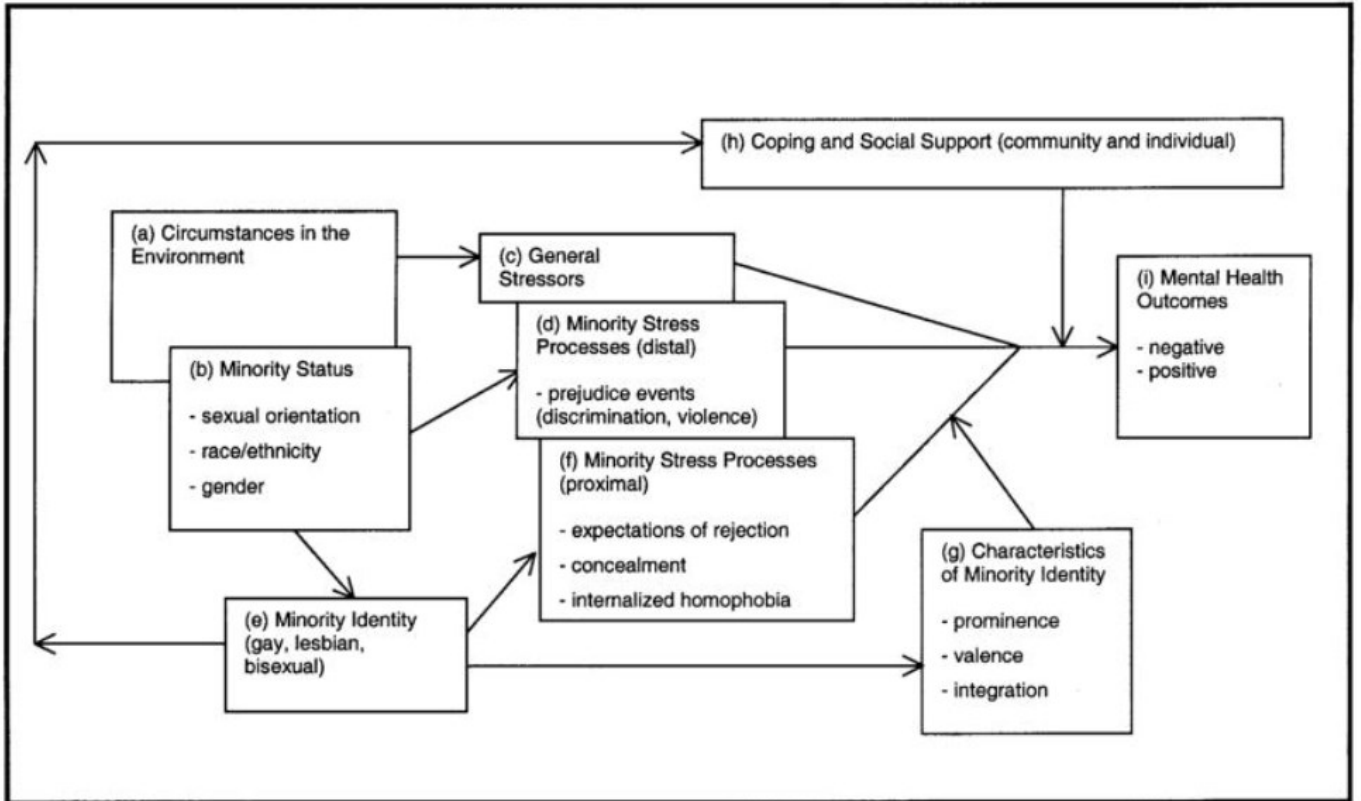 (h) Coping and Social Support (community and individual)
(a) Circumstances in the
Environment
(c) General
Stressors
(i) Mental Health
Outcomes
- negative
- positive
(d) Minority Stress
Processes (distal)
- prejudice events
(discrimination, violence)
(b) Minority Status
- sexual orientation
- race/ethnicity
- gender
(f) Minority Stress Processes
(proximal)
- expectations of rejection
- concealment
- internalized homophobia
(e) Minority Identity
(gay, lesbian,
bisexual)
(g) Characteristics
of Minority Identity
- prominence
- valence
- integration